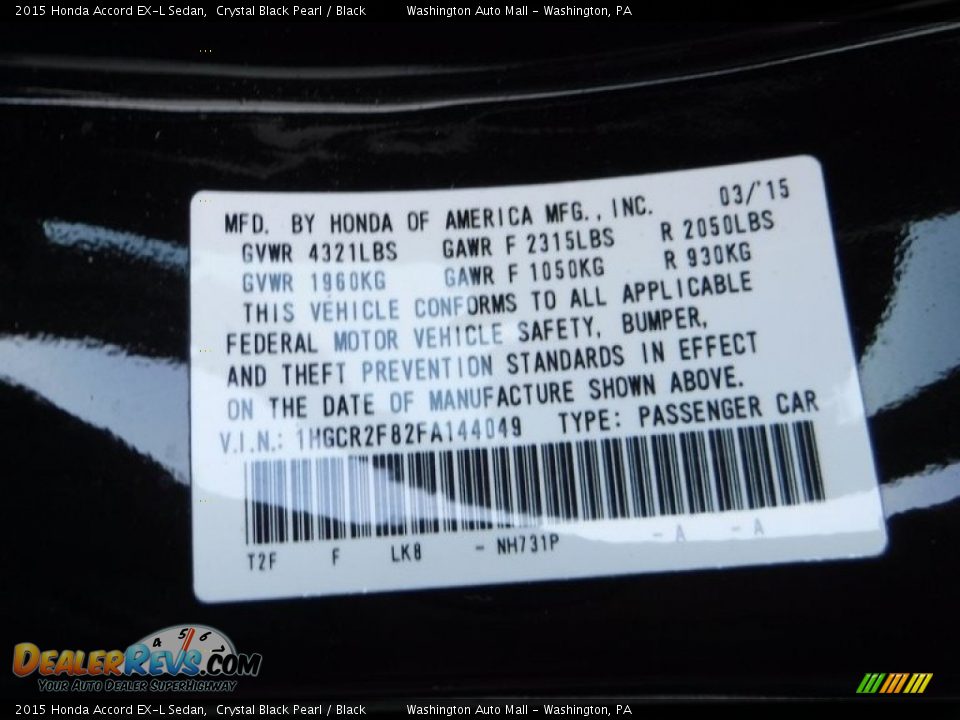 2015 Honda Accord EX-L Sedan, Crystal Black Pearl / Black Washington Auto Mall - Washington, PA
MFD. BY HONDA OF AMERICA MFG., INC. 03/'15
GVWR 4321LBS GAWR F 2315LBS R 2050LBS
GVWR 1960KG GAWR F 1050KG R 930KG
THIS VEHICLE CONFORMS TO ALL APPLICABLE
FEDERAL MOTOR VEHICLE SAFETY, BUMPER,
AND THEFT PREVENTION STANDARDS IN EFFECT
ON THE DATE OF MANUFACTURE SHOWN ABOVE.
V.I.N.: 1HGCR2F82FA144049 TYPE: PASSENGER CAR
T2F F LK8 - NH731P - A - A
4 5 6
DEALERREVS.COM
YOUR AUTO DEALER SUPERHIGHWAY
2015 Honda Accord EX-L Sedan, Crystal Black Pearl / Black Washington Auto Mall - Washington, PA